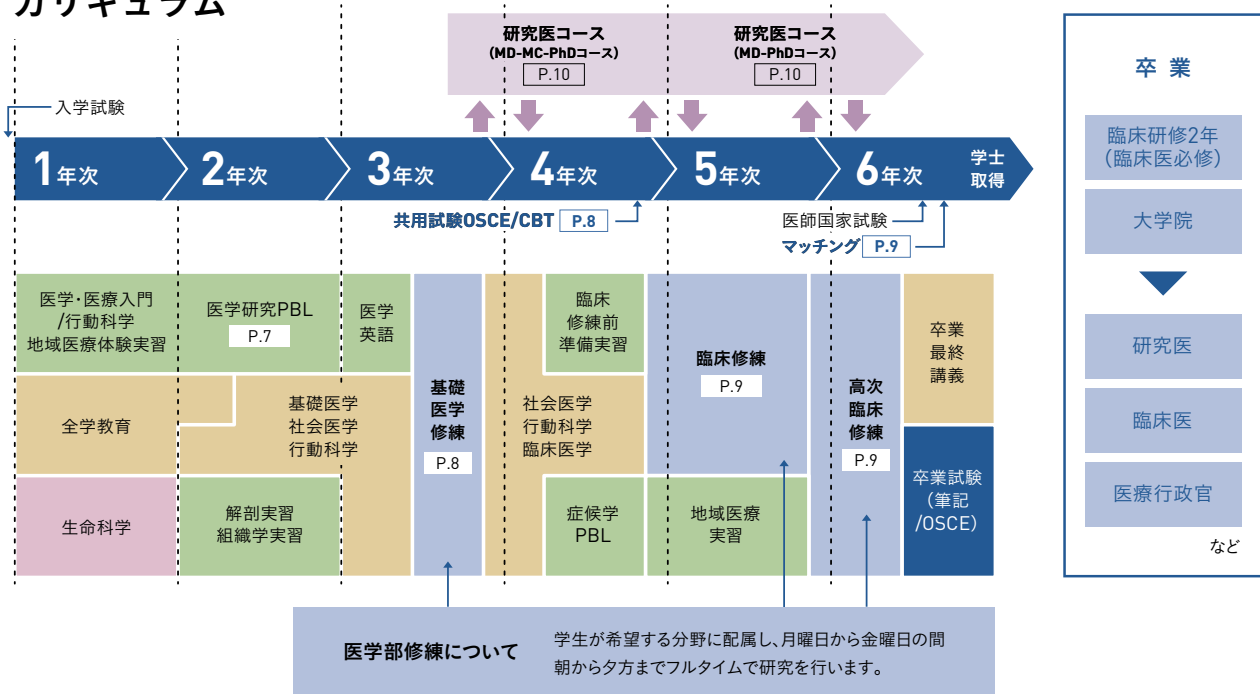 カリキュラム
研究医コース
(MD-MC-PhDコース)
P.10
研究医コース
(MD-PhDコース)
P.10
入学試験
1年次
2年次
3年次
4年次
5年次
6年次
学士
取得
共用試験OSCE/CBT P.8
医師国家試験
マッチング P.9
医学・医療入門
/行動科学
地域医療体験実習
医学研究PBL
P.7
医学
英語
基礎
医学
修練
P.8
臨床
修練前
準備実習
臨床修練
P.9
高次
臨床
修練
P.9
卒業
最終
講義
全学教育
基礎医学
社会医学
行動科学
社会医学
行動科学
臨床医学
生命科学
解剖実習
組織学実習
症候学
PBL
地域医療
実習
卒業試験
(筆記
/OSCE)
医学部修練について
学生が希望する分野に配属し、月曜日から金曜日の間
朝から夕方までフルタイムで研究を行います。
卒業
臨床研修2年
(臨床医必修)
大学院
研究医
臨床医
医療行政官
など